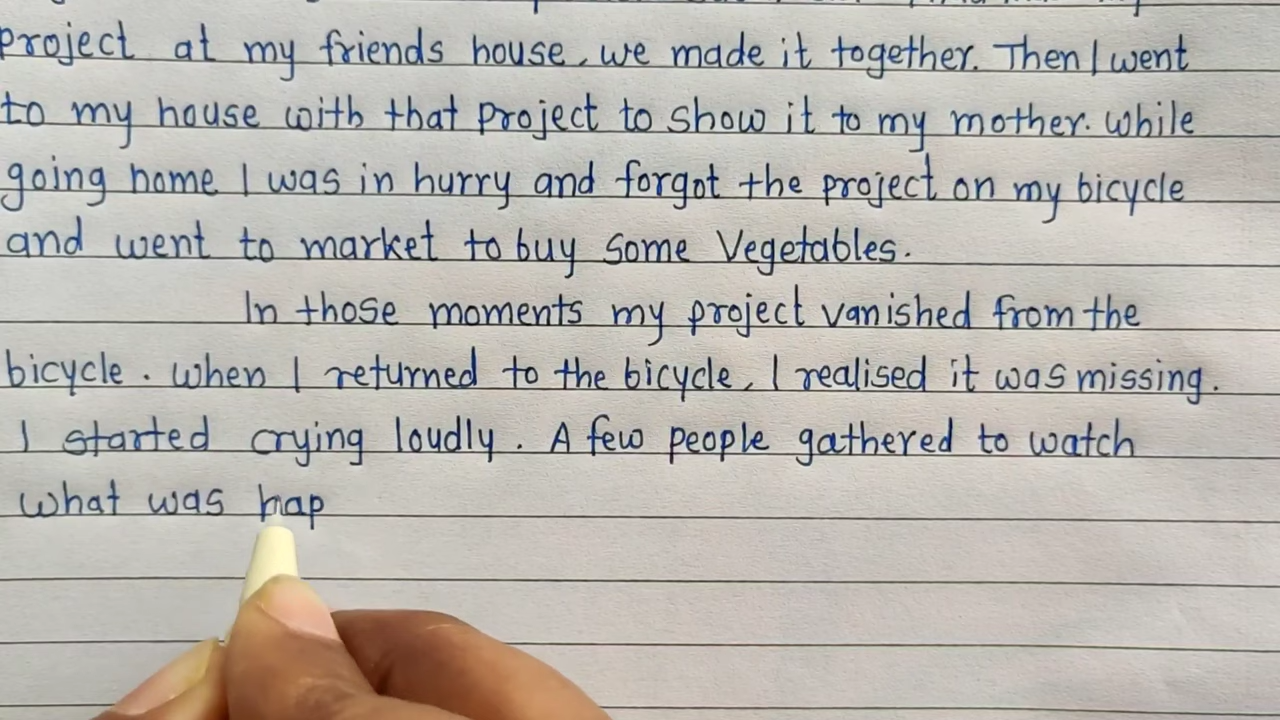 project at my friends house, we made it together. Then I went
to my house with that project to show it to my mother. while
going home I was in hurry and forgot the project on my bicycle
and went to market to buy some Vegetables.
In those moments my project vanished from the
bicycle. when I returned to the bicycle, I realised it was missing.
I started crying loudly. A few people gathered to watch
what was hap